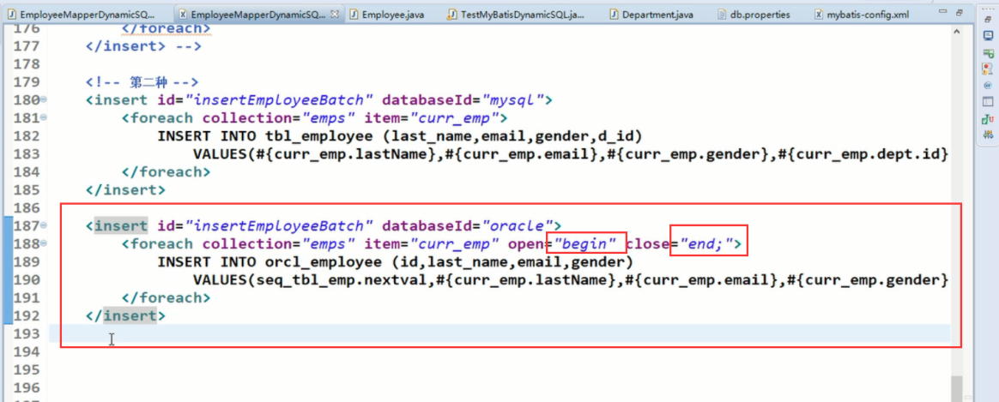 EmployeeMapperDynamicSQ... EmployeeMapperDynamicSQ... Employee.java TestMyBatisDynamicSQL.ja... Department.java db.properties mybatis-config.xml
176 </foreach>
177 </insert> -->
178
179 <!-- 第二种 -->
180 <insert id="insertEmployeeBatch" databaseId="mysql">
181 <foreach collection="emps" item="curr_emp">
182 INSERT INTO tbl_employee (last_name,email,gender,d_id)
183 VALUES(#{curr_emp.lastName},#{curr_emp.email},#{curr_emp.gender},#{curr_emp.dept.id}
184 </foreach>
185 </insert>
186
187 <insert id="insertEmployeeBatch" databaseId="oracle">
188 <foreach collection="emps" item="curr_emp" open="begin" close="end;">
189 INSERT INTO orcl_employee (id,last_name,email,gender)
190 VALUES(seq_tbl_emp.nextval,#{curr_emp.lastName},#{curr_emp.email},#{curr_emp.gender}
191 </foreach>
192 </insert>
193
194
195
196